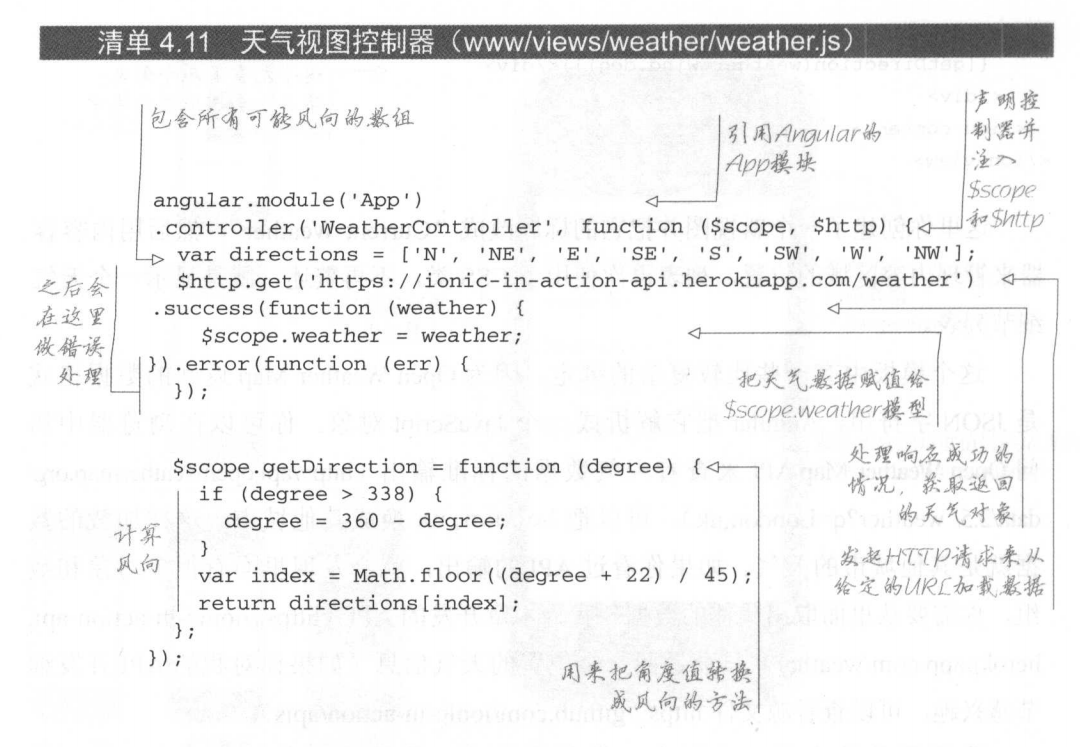 清单 4.11 天气视图控制器（www/views/weather/weather.js）
包含所有可能风向的数组
引用Angular的
App模块
声明控
制器并
注入
$scope
和$http
angular.module('App')
.controller('WeatherController', function ($scope, $http) {
var directions = ['N', 'NE', 'E', 'SE', 'S', 'SW', 'W', 'NW'];
$http.get('https://ionic-in-action-api.herokuapp.com/weather')
.success(function (weather) {
$scope.weather = weather;
}).error(function (err) {
});
之后会
在这里
做错误
处理
把天气数据赋值给
$scope.weather模型
$scope.getDirection = function (degree) {
if (degree > 338) {
degree = 360 - degree;
}
var index = Math.floor((degree + 22) / 45);
return directions[index];
};
});
计算
风向
处理响应成功的
情况，获取返回
的天气对象
发起HTTP请求来从
给定的URL加载数据
用来把角度值转换
成风向的方法